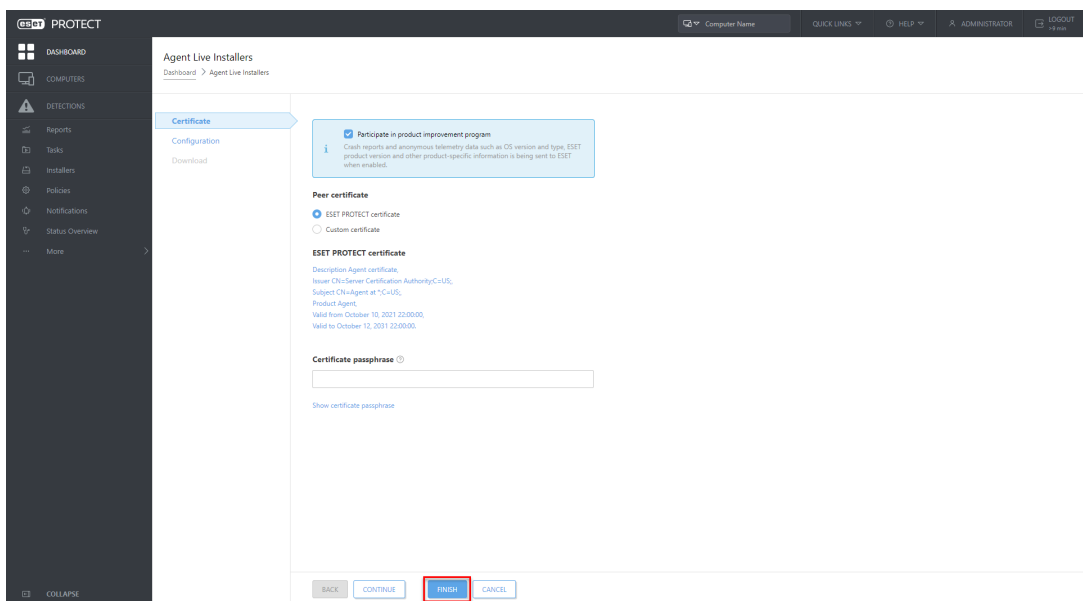 eset PROTECT
Computer Name
QUICK LINKS
HELP
ADMINISTRATOR
LOGOUT
>9 min
DASHBOARD
COMPUTERS
DETECTIONS
Reports
Tasks
Installers
Policies
Notifications
Status Overview
More
COLLAPSE
Agent Live Installers
Dashboard > Agent Live Installers
Certificate
Configuration
Download
Participate in product improvement program
Crash reports and anonymous telemetry data such as OS version and type, ESET
product version and other product-specific information is being sent to ESET
when enabled.
Peer certificate
ESET PROTECT certificate
Custom certificate
ESET PROTECT certificate
Description Agent certificate,
Issuer CN=Server Certification Authority;C=US;,
Subject CN=Agent at *;C=US;,
Product Agent,
Valid from October 10, 2021 22:00:00,
Valid to October 12, 2031 22:00:00.
Certificate passphrase
Show certificate passphrase
BACK CONTINUE FINISH CANCEL